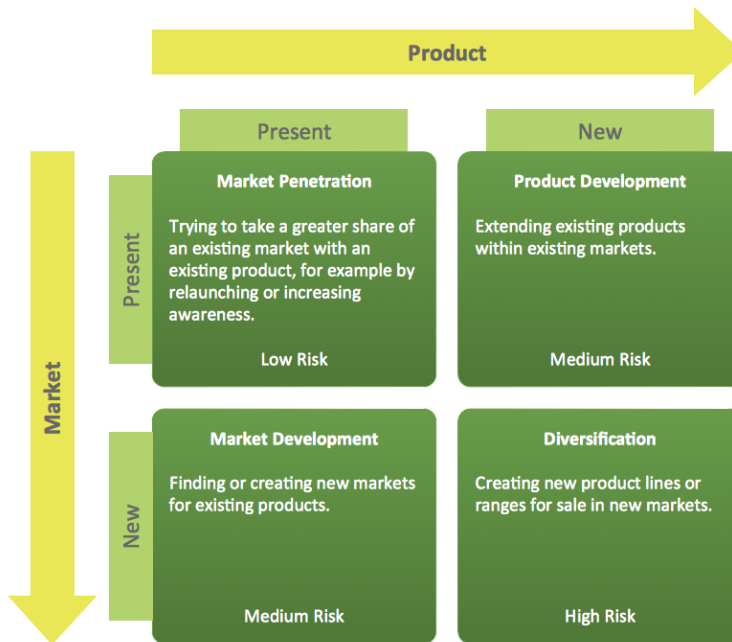 Product
Present
New
Market
Present
Market Penetration
Trying to take a greater share of
an existing market with an
existing product, for example by
relaunching or increasing
awareness.
Low Risk
Product Development
Extending existing products
within existing markets.
Medium Risk
New
Market Development
Finding or creating new markets
for existing products.
Medium Risk
Diversification
Creating new product lines or
ranges for sale in new markets.
High Risk